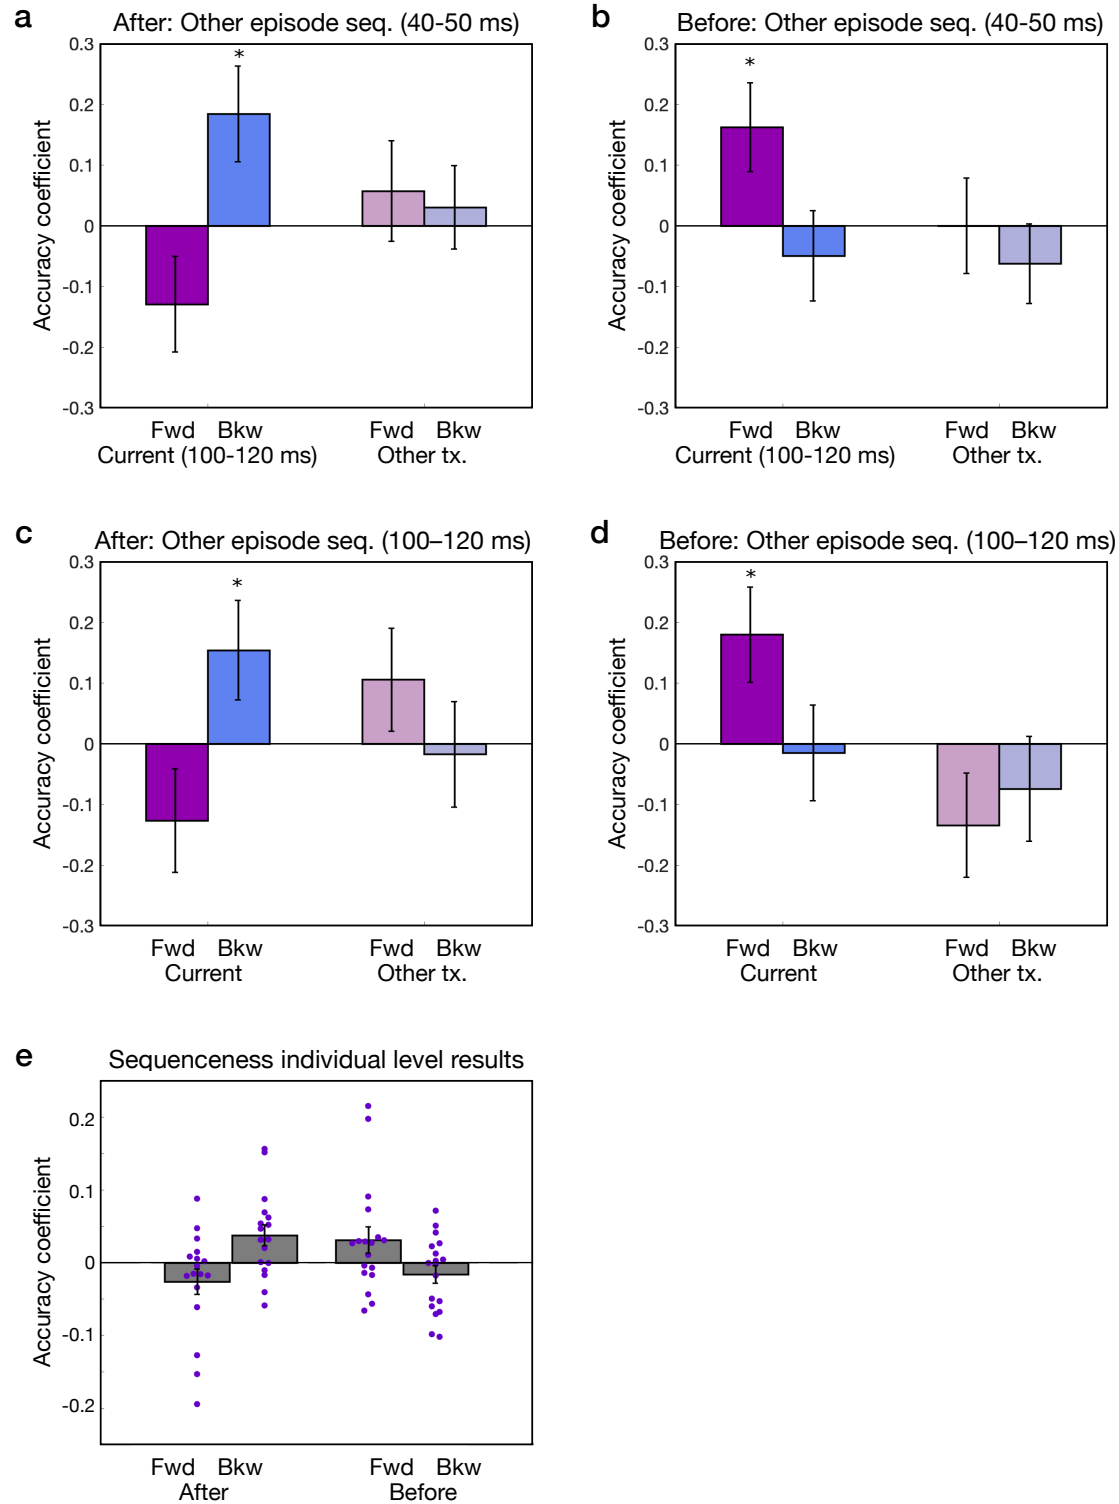 a
After: Other episode seq. (40-50 ms)
0.3
0.2
0.1
0
-0.1
-0.2
-0.3
Accuracy coefficient
*
Fwd Bkw Fwd Bkw
Current (100-120 ms) Other tx.
b
Before: Other episode seq. (40-50 ms)
0.3
0.2
0.1
0
-0.1
-0.2
-0.3
Accuracy coefficient
*
Fwd Bkw Fwd Bkw
Current (100-120 ms) Other tx.
c
After: Other episode seq. (100–120 ms)
0.3
0.2
0.1
0
-0.1
-0.2
-0.3
Accuracy coefficient
*
Fwd Bkw Fwd Bkw
Current Other tx.
d
Before: Other episode seq. (100–120 ms)
0.3
0.2
0.1
0
-0.1
-0.2
-0.3
Accuracy coefficient
*
Fwd Bkw Fwd Bkw
Current Other tx.
e
Sequenceness individual level results
0.2
0.1
0
-0.1
-0.2
Accuracy coefficient
Fwd Bkw Fwd Bkw
After Before